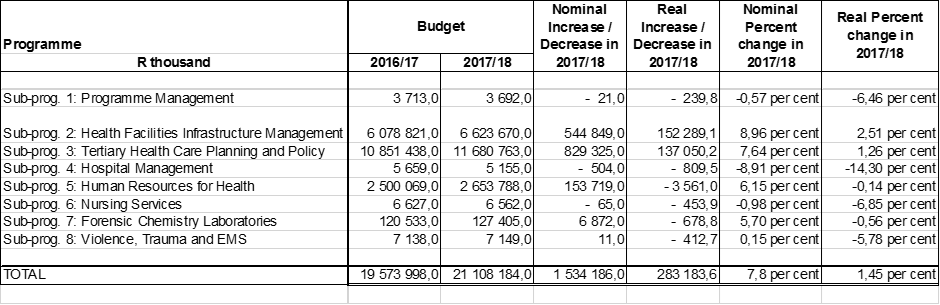 Programme Budget Nominal Increase / Decrease in 2017/18 Real Increase / Decrease in 2017/18 Nominal Percent change in 2017/18 Real Percent change in 2017/18
R thousand 2016/17 2017/18
Sub-prog. 1: Programme Management 3 713,0 3 692,0 - 21,0 - 239,8 -0,57 per cent -6,46 per cent
Sub-prog. 2: Health Facilities Infrastructure Management 6 078 821,0 6 623 670,0 544 849,0 152 289,1 8,96 per cent 2,51 per cent
Sub-prog. 3: Tertiary Health Care Planning and Policy 10 851 438,0 11 680 763,0 829 325,0 137 050,2 7,64 per cent 1,26 per cent
Sub-prog. 4: Hospital Management 5 659,0 5 155,0 - 504,0 - 809,5 -8,91 per cent -14,30 per cent
Sub-prog. 5: Human Resources for Health 2 500 069,0 2 653 788,0 153 719,0 - 3 561,0 6,15 per cent -0,14 per cent
Sub-prog. 6: Nursing Services 6 627,0 6 562,0 - 65,0 - 453,9 -0,98 per cent -6,85 per cent
Sub-prog. 7: Forensic Chemistry Laboratories 120 533,0 127 405,0 6 872,0 - 678,8 5,70 per cent -0,56 per cent
Sub-prog. 8: Violence, Trauma and EMS 7 138,0 7 149,0 11,0 - 412,7 0,15 per cent -5,78 per cent
TOTAL 19 573 998,0 21 108 184,0 1 534 186,0 283 183,6 7,8 per cent 1,45 per cent